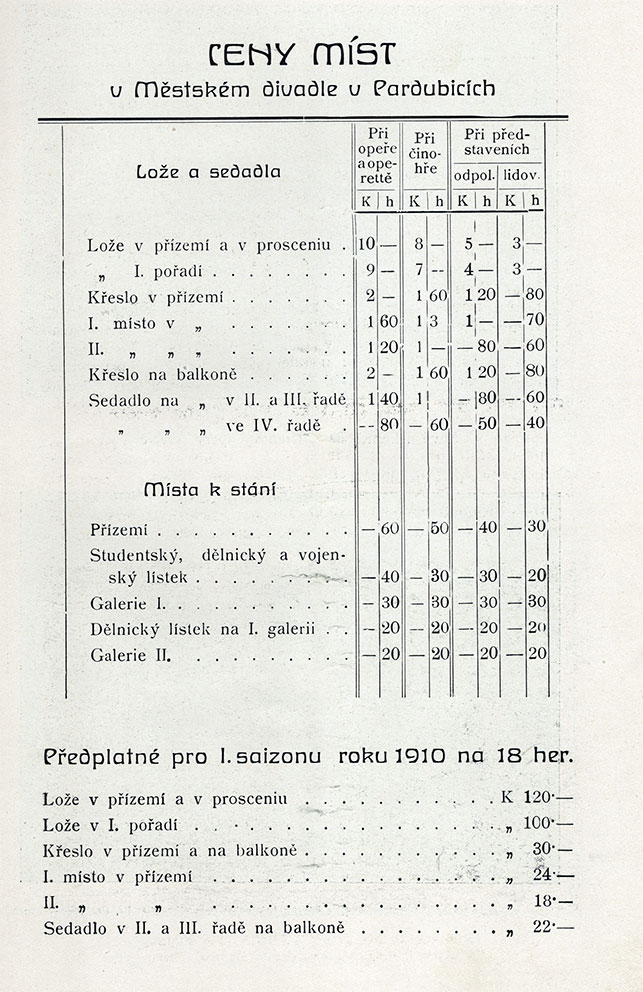 CENY MÍST
v Městském divadle v Pardubicích
Lože a sedadla | Při opeře a ope- rettě | Při čino- hře | Při před- staveních
odpol. | lidov.
K | h | K | h | K | h | K | h
Lože v přízemí a v prosceniu . 10 — 8 — 5 — 3 —
„ I. pořadí . . . . . . . . 9 — 7 -- 4 — 3 —
Křeslo v přízemí . . . . . . . 2 — 1 60 1 20 — 80
I. místo v „ . . . . . . . 1 60 1 3 1 — — 70
II. „ „ „ . . . . . . . 1 20 1 — — 80 — 60
Křeslo na balkoně . . . . . . 2 — 1 60 1 20 — 80
Sedadlo na „ v II. a III. řadě 1 40 1 — 80 — 60
„ „ „ ve IV. řadě . -- 80 — 60 — 50 — 40
Místa k stání
Přízemí . . . . . . . . . . . — 60 — 50 — 40 — 30
Studentský, dělnický a vojen-
ský lístek . . . . . . . . — 40 — 30 — 30 — 20
Galerie I. . . . . . . . . . . — 30 — 30 — 30 — 30
Dělnický lístek na I. galerii . . — 20 — 20 — 20 — 20
Galerie II. . . . . . . . . . — 20 — 20 — 20 — 20
Předplatné pro I. saizonu roku 1910 na 18 her.
Lože v přízemí a v prosceniu . . . . . . . . . . . K 120·—
Lože v I. pořadí . . . . . . . . . . . . . . . . „ 100·—
Křeslo v přízemí a na balkoně . . . . . . . . . . . „ 30·—
I. místo v přízemí . . . . . . . . . . . . . . . „ 24·—
II. „ „ . . . . . . . . . . . . . . . „ 18·—
Sedadlo v II. a III. řadě na balkoně . . . . . . . . „ 22·—